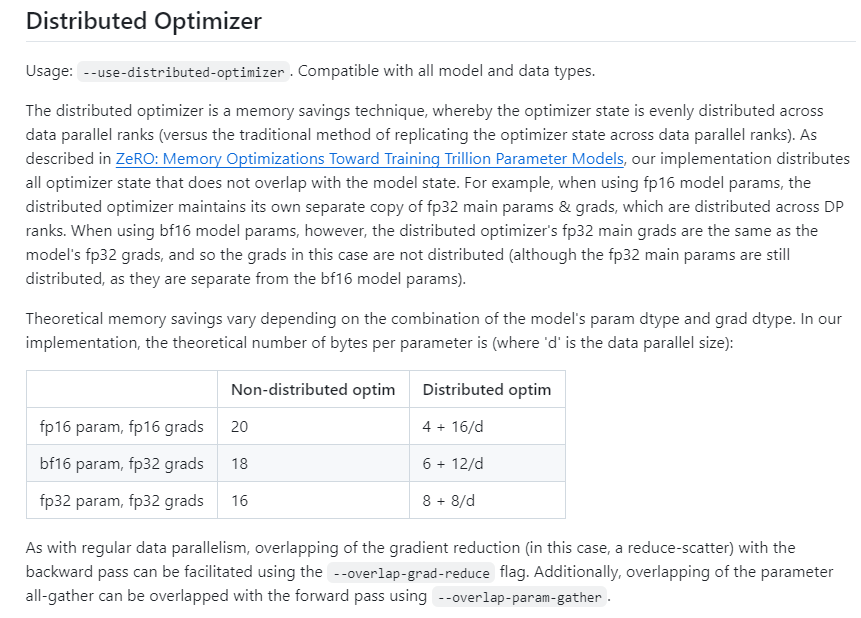 Distributed Optimizer
Usage: --use-distributed-optimizer . Compatible with all model and data types.
The distributed optimizer is a memory savings technique, whereby the optimizer state is evenly distributed across
data parallel ranks (versus the traditional method of replicating the optimizer state across data parallel ranks). As
described in ZeRO: Memory Optimizations Toward Training Trillion Parameter Models, our implementation distributes
all optimizer state that does not overlap with the model state. For example, when using fp16 model params, the
distributed optimizer maintains its own separate copy of fp32 main params & grads, which are distributed across DP
ranks. When using bf16 model params, however, the distributed optimizer's fp32 main grads are the same as the
model's fp32 grads, and so the grads in this case are not distributed (although the fp32 main params are still
distributed, as they are separate from the bf16 model params).
Theoretical memory savings vary depending on the combination of the model's param dtype and grad dtype. In our
implementation, the theoretical number of bytes per parameter is (where 'd' is the data parallel size):
Non-distributed optim Distributed optim
fp16 param, fp16 grads 20 4 + 16/d
bf16 param, fp32 grads 18 6 + 12/d
fp32 param, fp32 grads 16 8 + 8/d
As with regular data parallelism, overlapping of the gradient reduction (in this case, a reduce-scatter) with the
backward pass can be facilitated using the --overlap-grad-reduce flag. Additionally, overlapping of the parameter
all-gather can be overlapped with the forward pass using --overlap-param-gather .